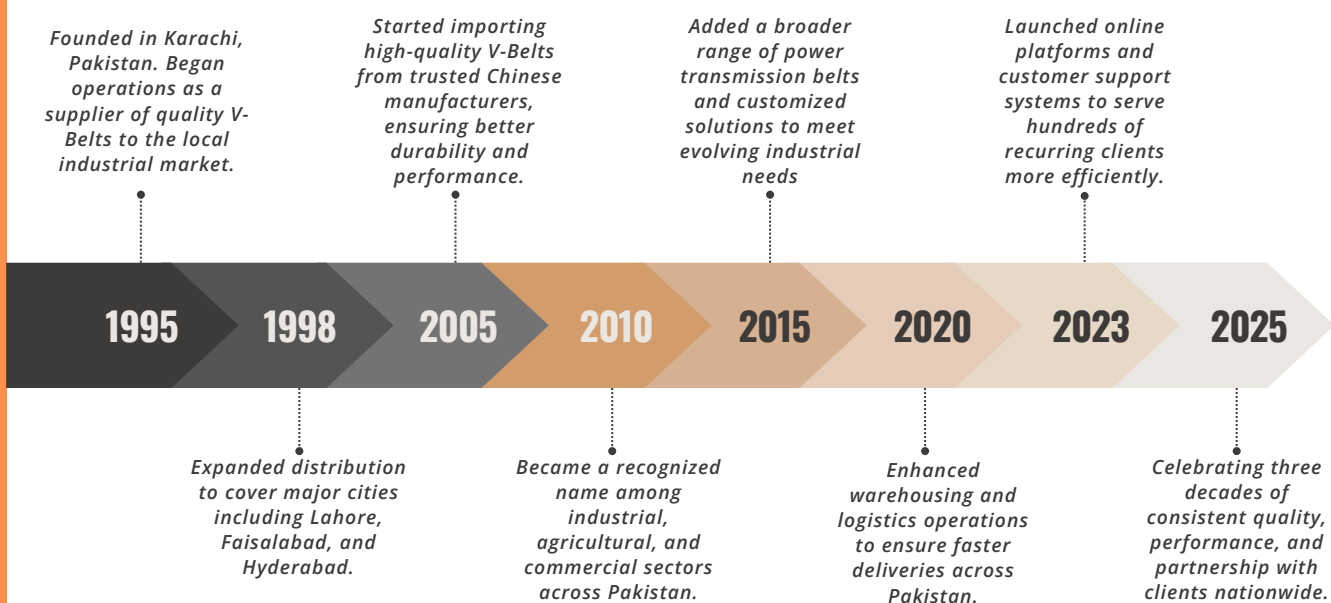 Founded in Karachi,
Pakistan. Began
operations as a
supplier of quality V-
Belts to the local
industrial market.
Started importing
high-quality V-Belts
from trusted Chinese
manufacturers,
ensuring better
durability and
performance.
Added a broader
range of power
transmission belts
and customized
solutions to meet
evolving industrial
needs
Launched online
platforms and
customer support
systems to serve
hundreds of
recurring clients
more efficiently.
1995
1998
2005
2010
2015
2020
2023
2025
Expanded distribution
to cover major cities
including Lahore,
Faisalabad, and
Hyderabad.
Became a recognized
name among
industrial,
agricultural, and
commercial sectors
across Pakistan.
Enhanced
warehousing and
logistics operations
to ensure faster
deliveries across
Pakistan.
Celebrating three
decades of
consistent quality,
performance, and
partnership with
clients nationwide.